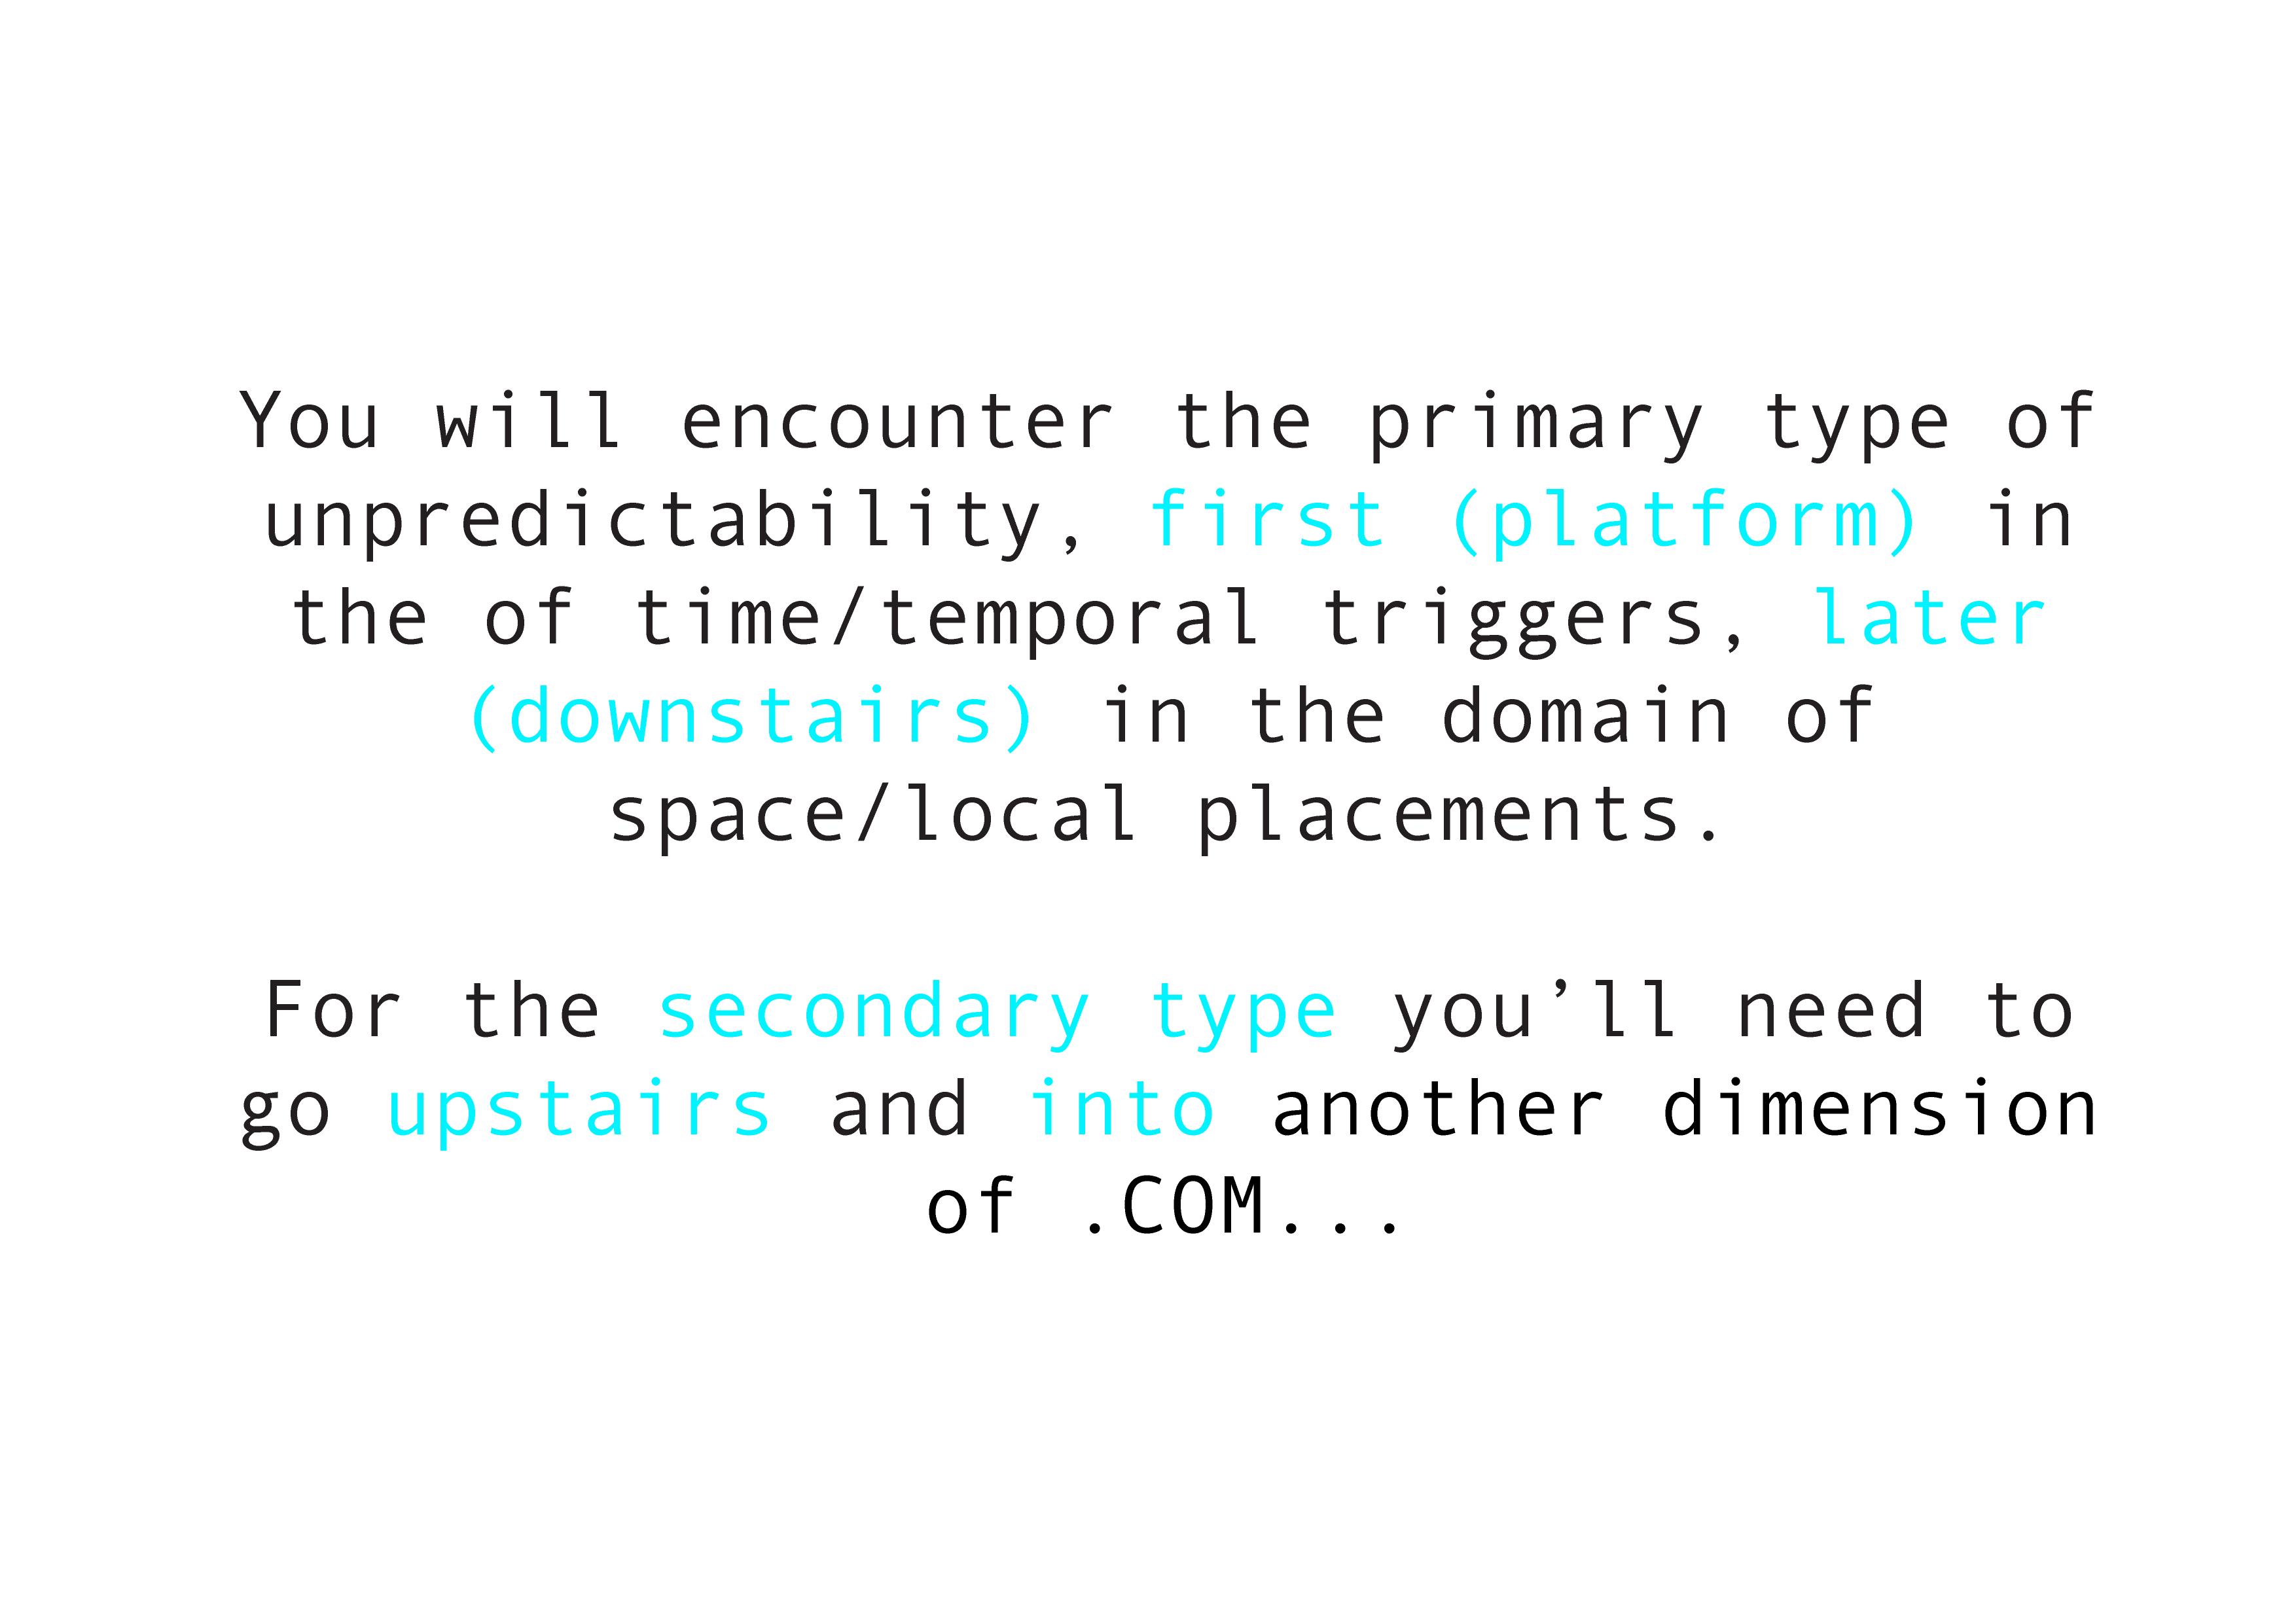 You will encounter the primary type of
unpredictability, first (platform) in
the of time/temporal triggers, later
(downstairs) in the domain of
space/local placements.
For the secondary type you’ll need to
go upstairs and into another dimension
of .COM...